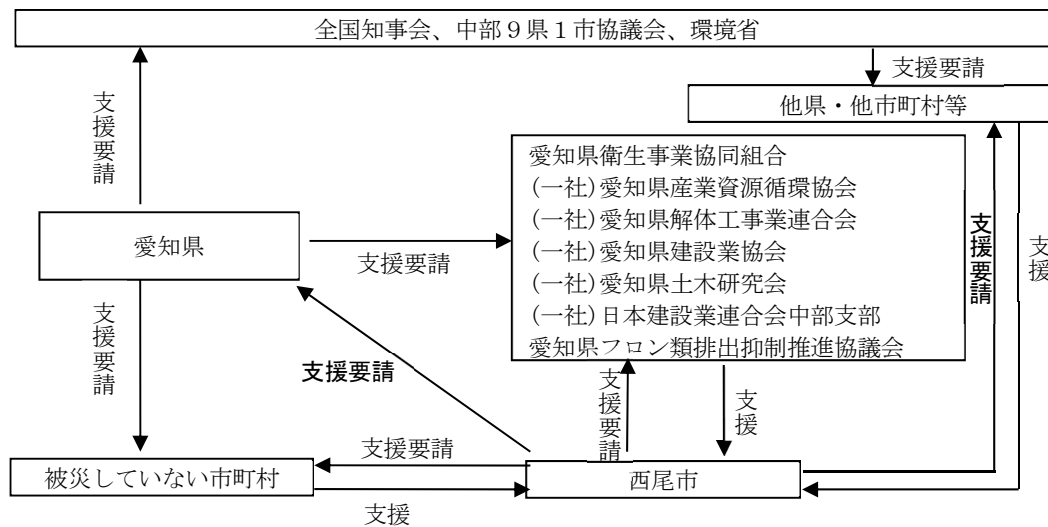 全国知事会、中部９県１市協議会、環境省
支援要請
支援要請
他県・他市町村等
愛知県衛生事業協同組合
(一社)愛知県産業資源循環協会
(一社)愛知県解体工事業連合会
(一社)愛知県建設業協会
(一社)愛知県土木研究会
(一社)日本建設業連合会中部支部
愛知県フロン類排出抑制推進協議会
愛知県
支援要請
支援要請
支援
支援要請
支援要請
支援要請
支援
支援要請
被災していない市町村
西尾市
支援